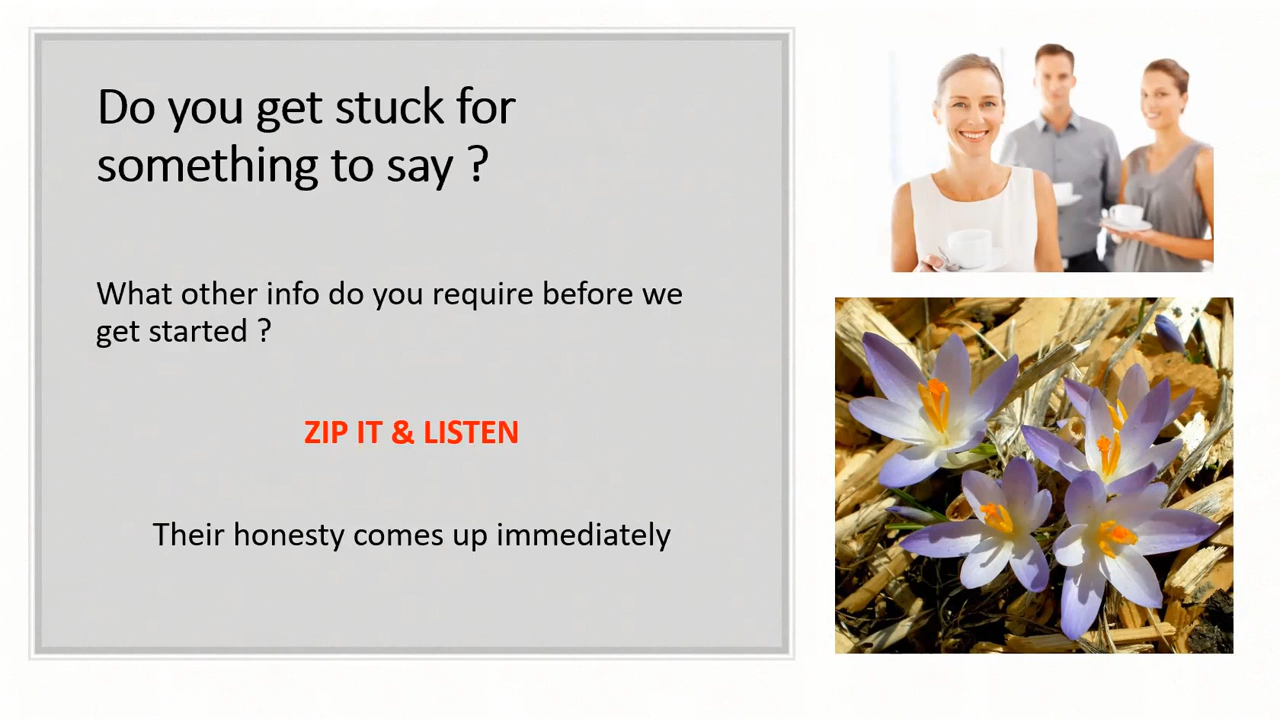 Do you get stuck for
something to say ?
What other info do you require before we
get started ?
ZIP IT & LISTEN
Their honesty comes up immediately